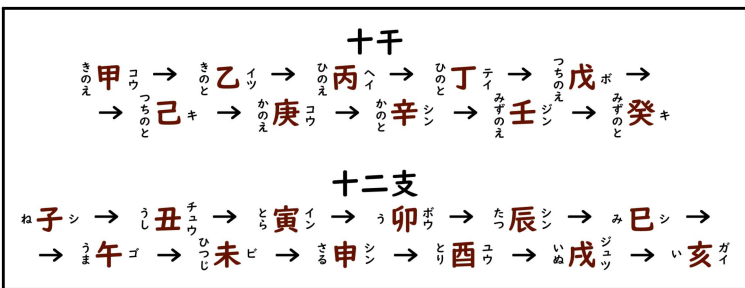 十干
きのえ 甲 コウ → きのと 乙 イツ → ひのえ 丙 ヘイ → ひのと 丁 テイ → つちのえ 戊 ボ →
→ つちのと 己 キ → かのえ 庚 コウ → かのと 辛 シン → みずのえ 壬 ジン → みずのと 癸 キ
十二支
ね 子 シ → うし 丑 チュウ → とら 寅 イン → う 卯 ボウ → たつ 辰 シン → み 巳 シ →
→ うま 午 ゴ → ひつじ 未 ビ → さる 申 シン → とり 酉 ユウ → いぬ 戌 ジュツ → い 亥 ガイ